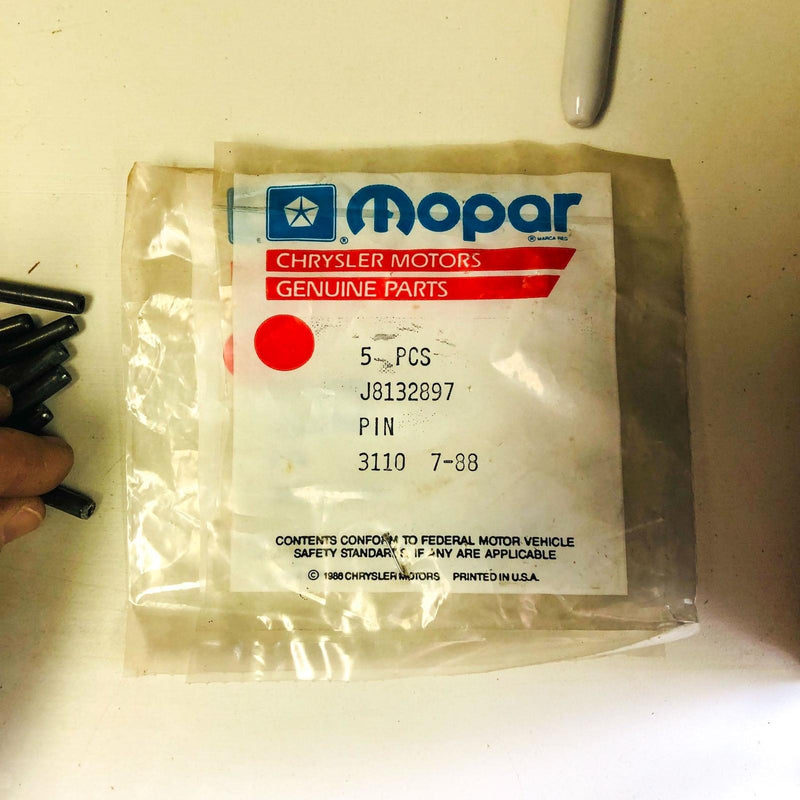 mopar
® ® MARCA REG
CHRYSLER MOTORS
GENUINE PARTS
5 PCS
J8132897
PIN
3110 7-88
CONTENTS CONFORM TO FEDERAL MOTOR VEHICLE
SAFETY STANDARDS, IF ANY ARE APPLICABLE
© 1986 CHRYSLER MOTORS PRINTED IN U.S.A.